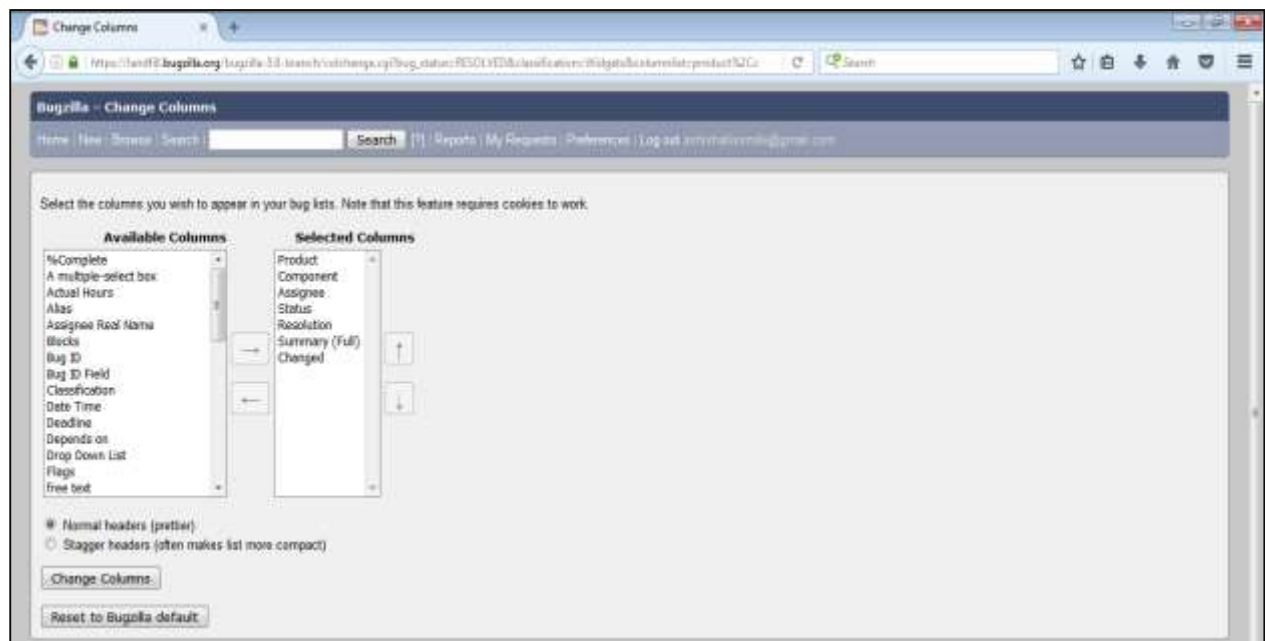 Change Columns
Search
Bugzilla – Change Columns
Home | New | Browse | Search | Search [?] | Reports | My Requests | Preferences | Log out
Select the columns you wish to appear in your bug lists. Note that this feature requires cookies to work.
Available Columns Selected Columns
%Complete Product
A multiple-select box Component
Actual Hours Assignee
Alias Status
Assignee Real Name Resolution
Blocks Summary (Full)
Bug ID Changed
Bug ID Field
Classification
Date Time
Deadline
Depends on
Drop Down List
Flags
free text
Normal headers (prettier)
Stagger headers (often makes list more compact)
Change Columns
Reset to Bugzilla default